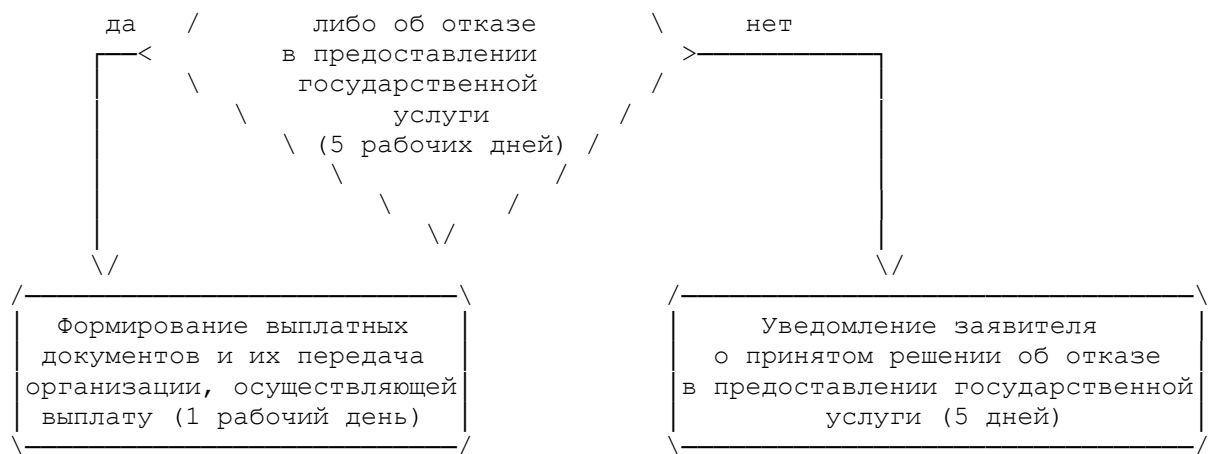 да либо об отказе нет
в предоставлении
государственной
услуги
(5 рабочих дней)
Формирование выплатных
документов и их передача
организации, осуществляющей
выплату (1 рабочий день)
Уведомление заявителя
о принятом решении об отказе
в предоставлении государственной
услуги (5 дней)